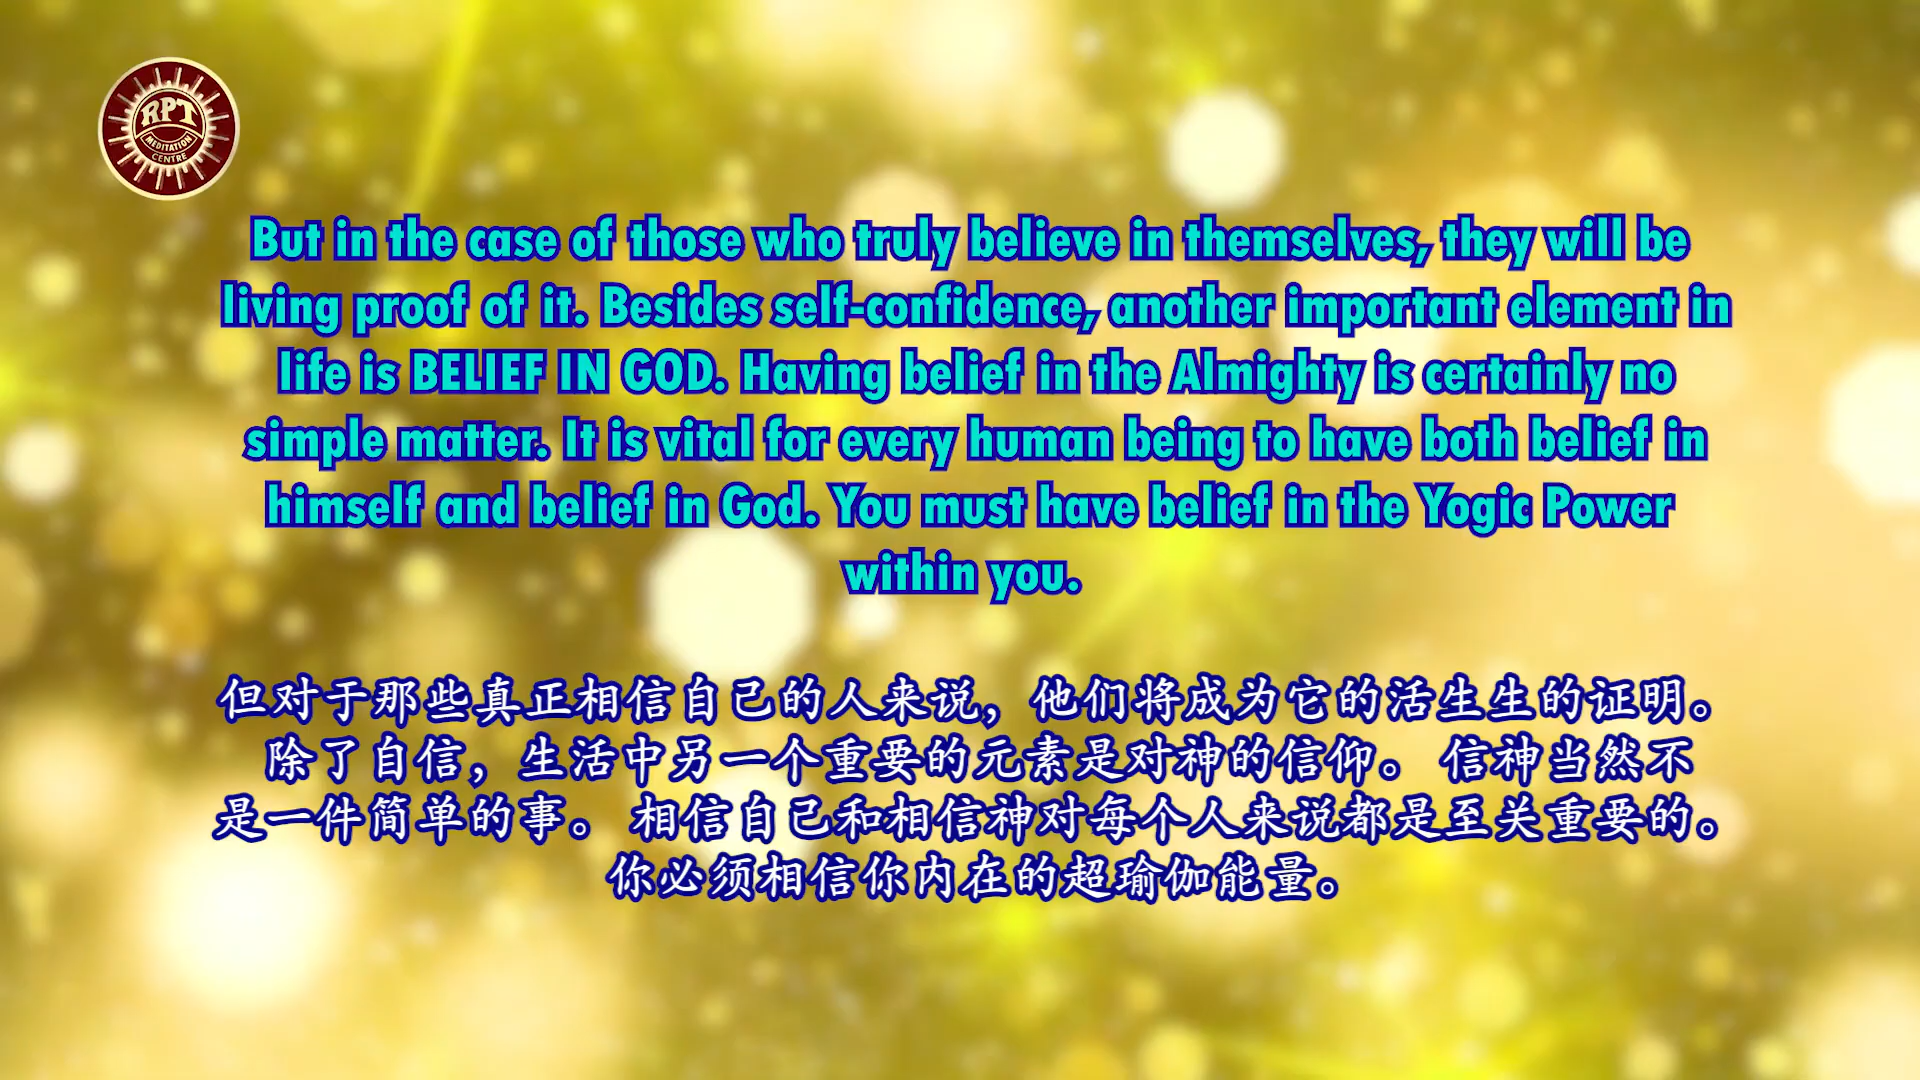 RPT
MEDITATION
CENTRE
But in the case of those who truly believe in themselves, they will be
living proof of it. Besides self-confidence, another important element in
life is BELIEF IN GOD. Having belief in the Almighty is certainly no
simple matter. It is vital for every human being to have both belief in
himself and belief in God. You must have belief in the Yogic Power
within you.
但对于那些真正相信自己的人来说，他们将成为它的活生生的证明。
除了自信，生活中另一个重要的元素是对神的信仰。 信神当然不
是一件简单的事。 相信自己和相信神对每个人来说都是至关重要的。
你必须相信你内在的超瑜伽能量。